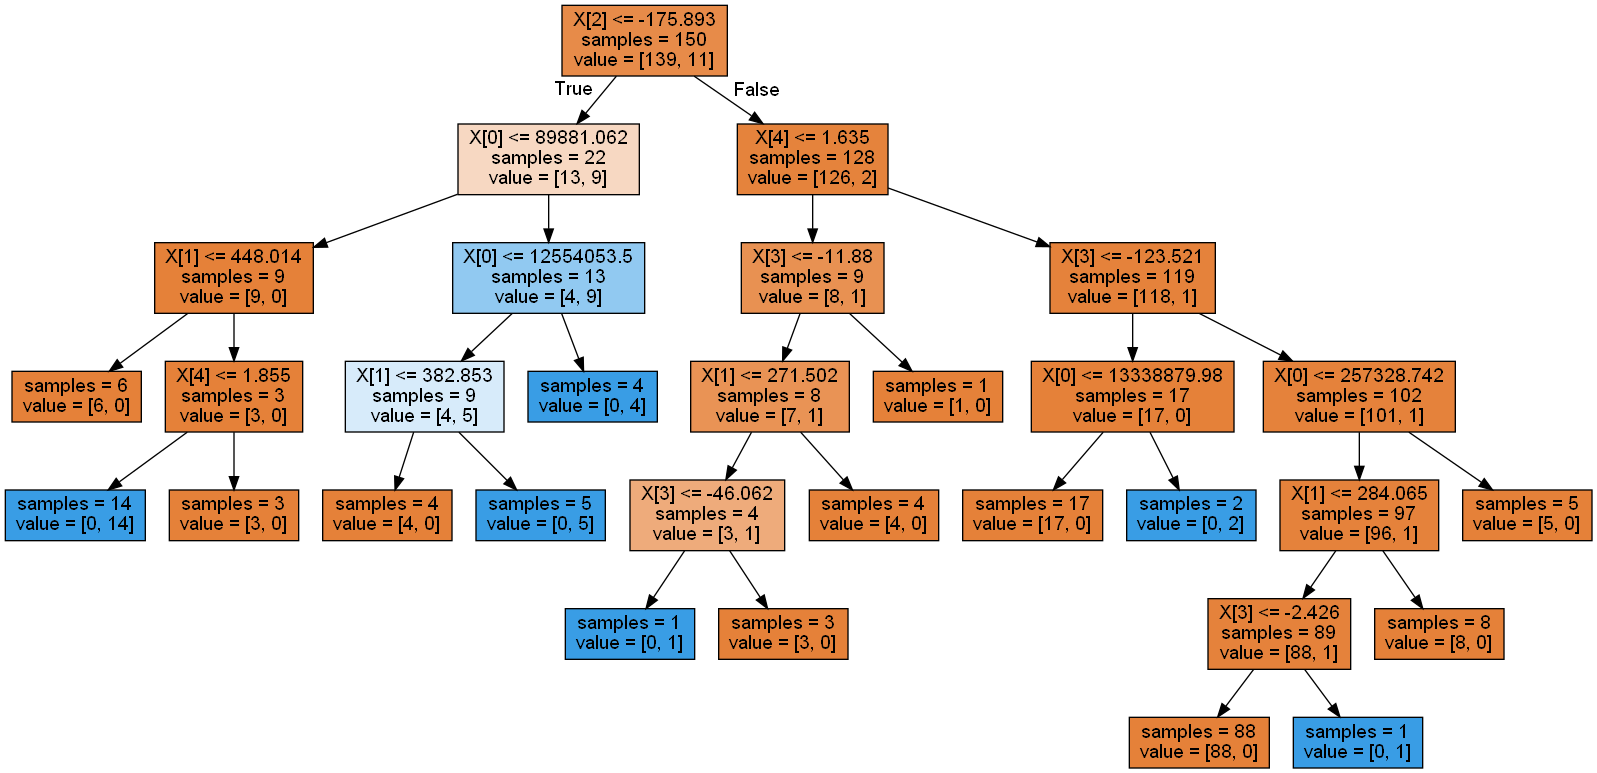 X[2] <= -175.893
samples = 150
value = [139, 11]
True
False
X[0] <= 89881.062
samples = 22
value = [13, 9]
X[4] <= 1.635
samples = 128
value = [126, 2]
X[1] <= 448.014
samples = 9
value = [9, 0]
X[0] <= 12554053.5
samples = 13
value = [4, 9]
X[3] <= -11.88
samples = 9
value = [8, 1]
X[3] <= -123.521
samples = 119
value = [118, 1]
samples = 6
value = [6, 0]
X[4] <= 1.855
samples = 3
value = [3, 0]
X[1] <= 382.853
samples = 9
value = [4, 5]
samples = 4
value = [0, 4]
X[1] <= 271.502
samples = 8
value = [7, 1]
samples = 1
value = [1, 0]
X[0] <= 13338879.98
samples = 17
value = [17, 0]
X[0] <= 257328.742
samples = 102
value = [101, 1]
samples = 14
value = [0, 14]
samples = 3
value = [3, 0]
samples = 4
value = [4, 0]
samples = 5
value = [0, 5]
X[3] <= -46.062
samples = 4
value = [3, 1]
samples = 4
value = [4, 0]
samples = 17
value = [17, 0]
samples = 2
value = [0, 2]
X[1] <= 284.065
samples = 97
value = [96, 1]
samples = 5
value = [5, 0]
samples = 1
value = [0, 1]
samples = 3
value = [3, 0]
X[3] <= -2.426
samples = 89
value = [88, 1]
samples = 8
value = [8, 0]
samples = 88
value = [88, 0]
samples = 1
value = [0, 1]